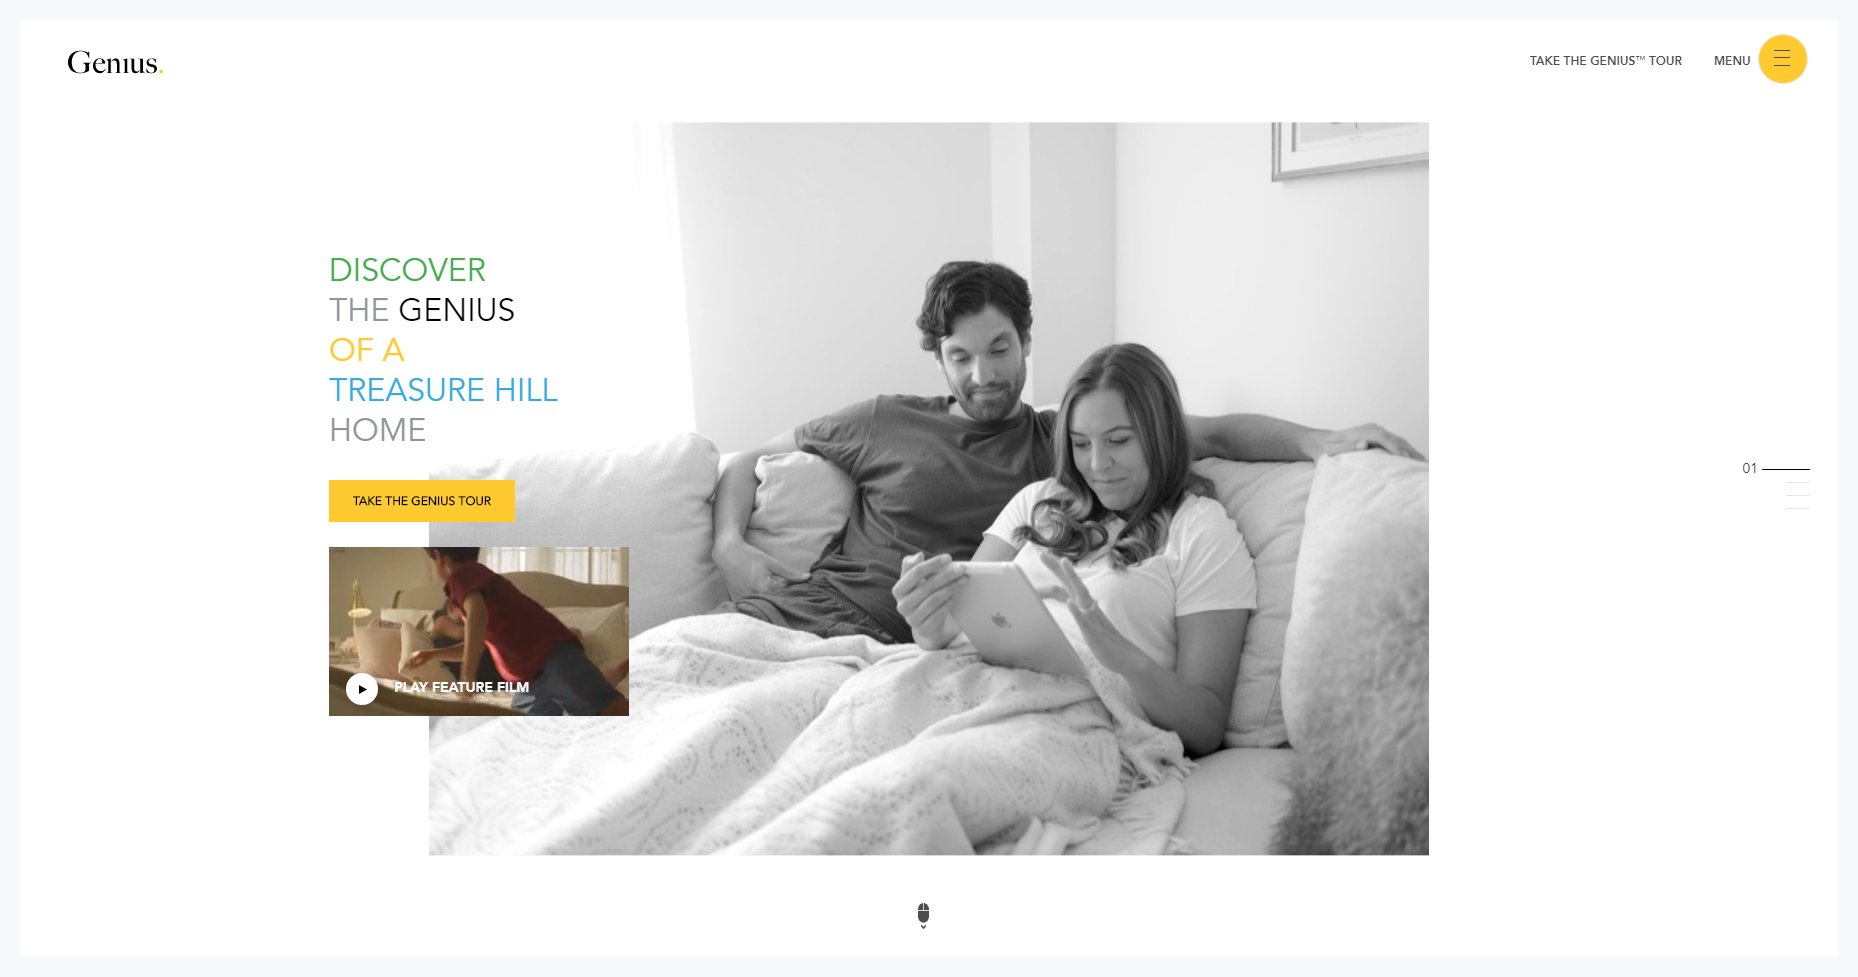 Genius.
TAKE THE GENIUS™ TOUR
MENU
DISCOVER
THE GENIUS
OF A
TREASURE HILL
HOME
TAKE THE GENIUS TOUR
PLAY FEATURE FILM
01